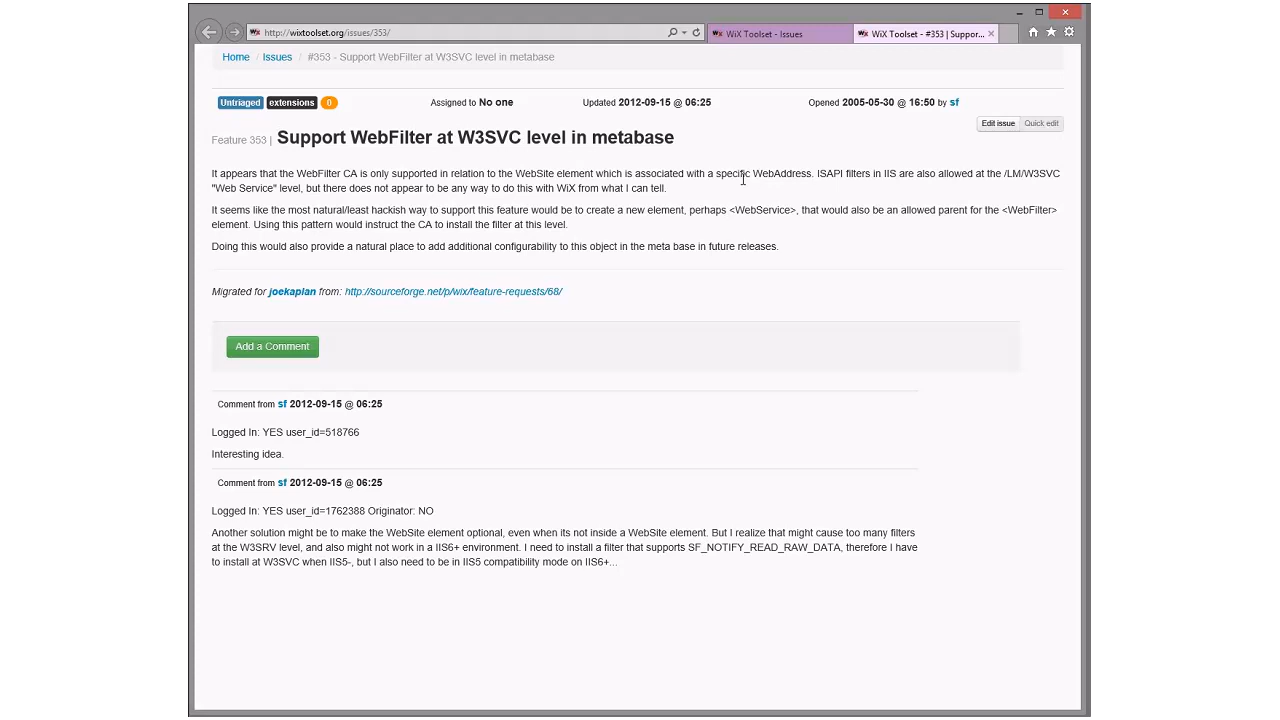 http://wixtoolset.org/issues/353/
WiX Toolset - Issues
WiX Toolset - #353 | Suppor...
Home / Issues / #353 - Support WebFilter at W3SVC level in metabase
Untriaged extensions 0 Assigned to No one Updated 2012-09-15 @ 06:25 Opened 2005-05-30 @ 16:50 by sf
Edit issue Quick edit
Feature 353 | Support WebFilter at W3SVC level in metabase
It appears that the WebFilter CA is only supported in relation to the WebSite element which is associated with a specific WebAddress. ISAPI filters in IIS are also allowed at the /LM/W3SVC
"Web Service" level, but there does not appear to be any way to do this with WiX from what I can tell.
It seems like the most natural/least hackish way to support this feature would be to create a new element, perhaps <WebService>, that would also be an allowed parent for the <WebFilter>
element. Using this pattern would instruct the CA to install the filter at this level.
Doing this would also provide a natural place to add additional configurability to this object in the meta base in future releases.
Migrated for joekaplan from: http://sourceforge.net/p/wix/feature-requests/68/
Add a Comment
Comment from sf 2012-09-15 @ 06:25
Logged In: YES user_id=518766
Interesting idea.
Comment from sf 2012-09-15 @ 06:25
Logged In: YES user_id=1762388 Originator: NO
Another solution might be to make the WebSite element optional, even when its not inside a WebSite element. But I realize that might cause too many filters
at the W3SRV level, and also might not work in a IIS6+ environment. I need to install a filter that supports SF_NOTIFY_READ_RAW_DATA, therefore I have
to install at W3SVC when IIS5-, but I also need to be in IIS5 compatibility mode on IIS6+...